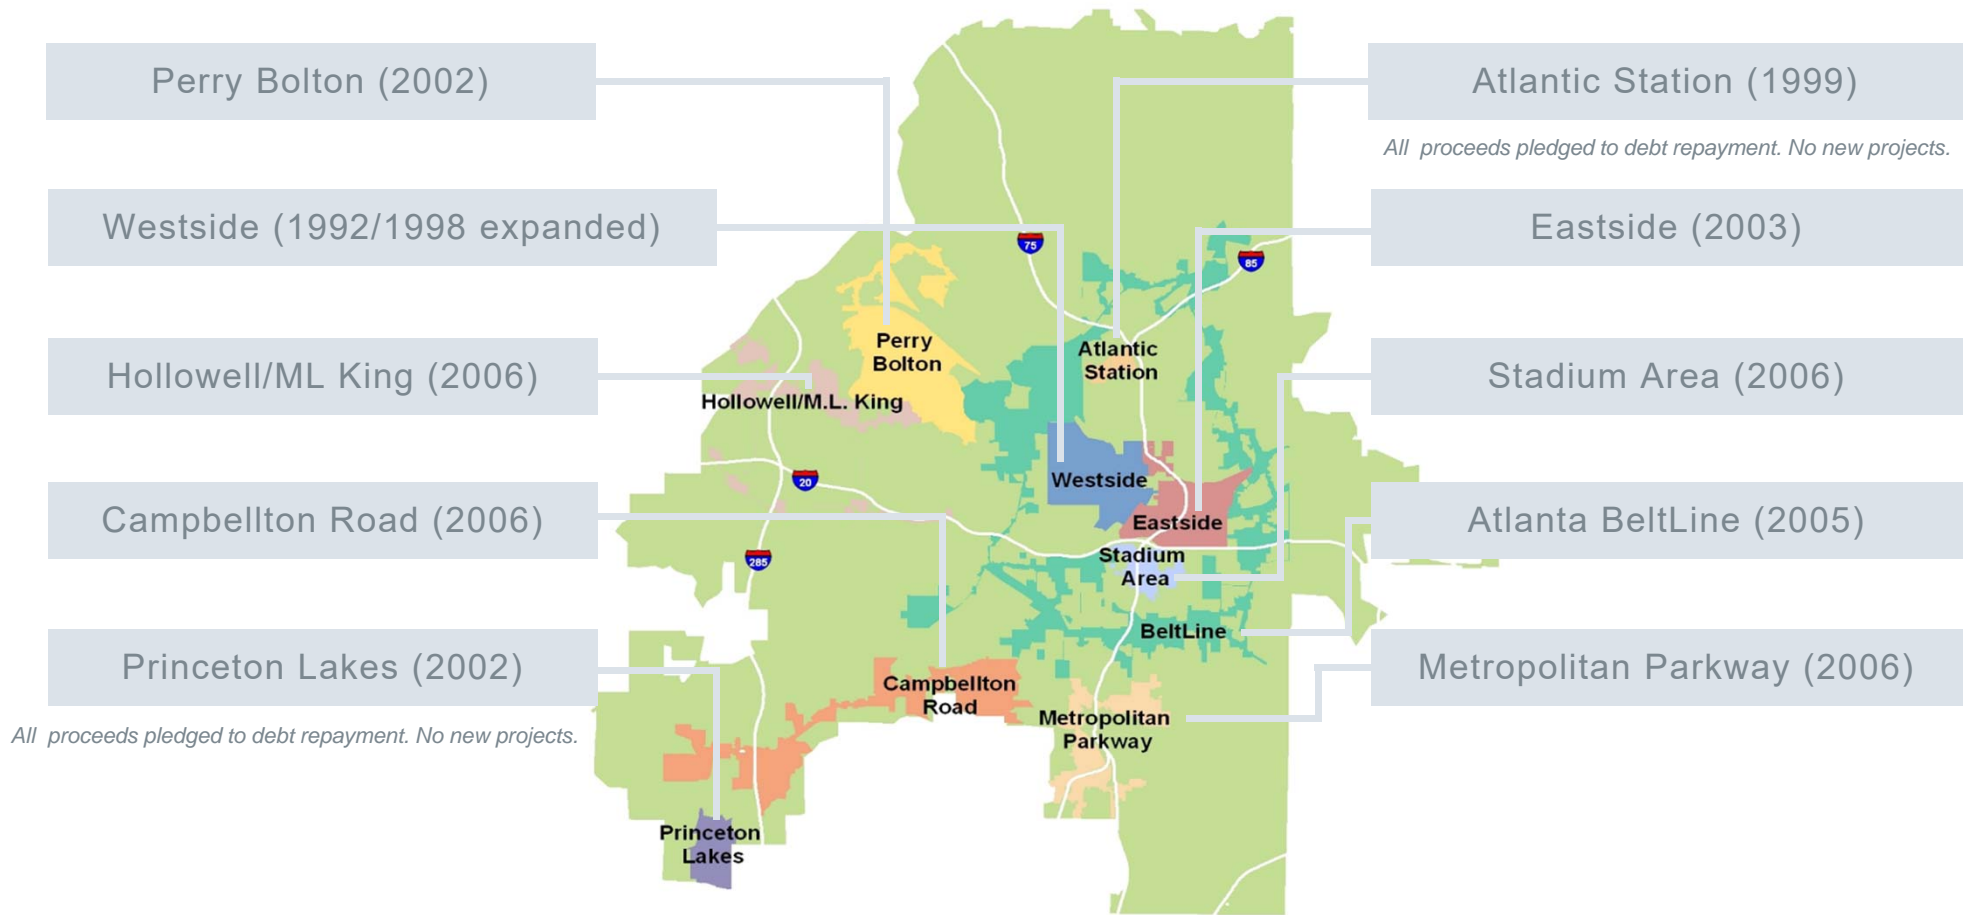 Perry Bolton (2002)
Atlantic Station (1999)
All proceeds pledged to debt repayment. No new projects.
Westside (1992/1998 expanded)
Eastside (2003)
Hollowell/ML King (2006)
Stadium Area (2006)
Campbellton Road (2006)
Atlanta BeltLine (2005)
Princeton Lakes (2002)
All proceeds pledged to debt repayment. No new projects.
Metropolitan Parkway (2006)
75
85
Perry
Bolton
Atlantic
Station
Hollowell/M.L. King
20
Westside
Eastside
285
Stadium
Area
BeltLine
Campbellton
Road
Metropolitan
Parkway
Princeton
Lakes